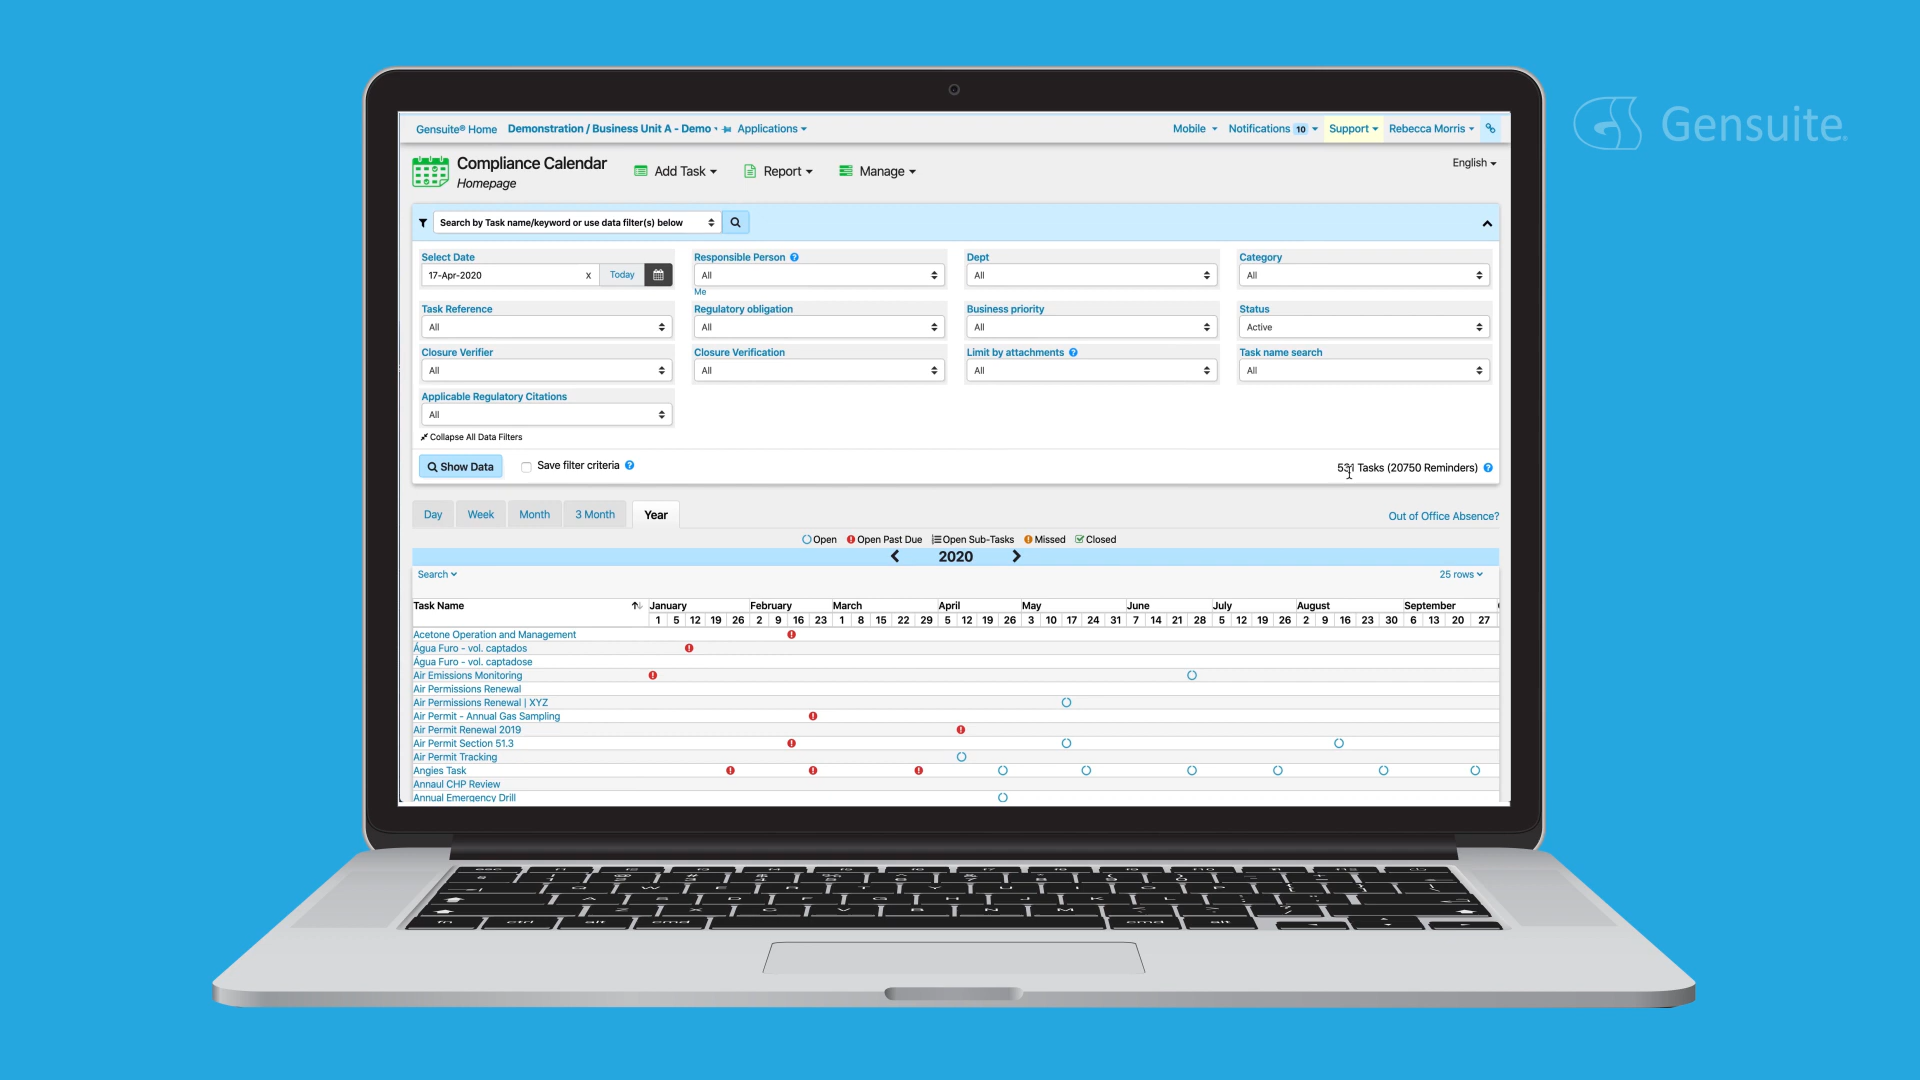 Gensuite
Gensuite® Home Demonstration / Business Unit A - Demo Applications Mobile Notifications 10 Support Rebecca Morris
Compliance Calendar
Homepage
Add Task Report Manage
English
Search by Task name/keyword or use data filter(s) below
Select Date Responsible Person ? Dept Category
17-Apr-2020 x Today All All All
Me
Task Reference Regulatory obligation Business priority Status
All All All Active
Closure Verifier Closure Verification Limit by attachments ? Task name search
All All All All
Applicable Regulatory Citations
All
Collapse All Data Filters
Show Data Save filter criteria ? Tasks (20750 Reminders) ?
Day Week Month 3 Month Year Out of Office Absence?
Open Open Past Due Open Sub-Tasks Missed Closed
2020
Search 25 rows
Task Name January February March April May June July August September
1 5 12 19 26 2 9 16 23 1 8 15 22 29 5 12 19 26 3 10 17 24 31 7 14 21 28 5 12 19 26 2 9 16 23 30 6 13 20 27
Acetone Operation and Management
Água Furo - vol. captados
Água Furo - vol. captadose
Air Emissions Monitoring
Air Permissions Renewal
Air Permissions Renewal | XYZ
Air Permit - Annual Gas Sampling
Air Permit Renewal 2019
Air Permit Section 51.3
Air Permit Tracking
Angies Task
Annaul CHP Review
Annual Emergency Drill
fn ctrl alt cmd cmd alt